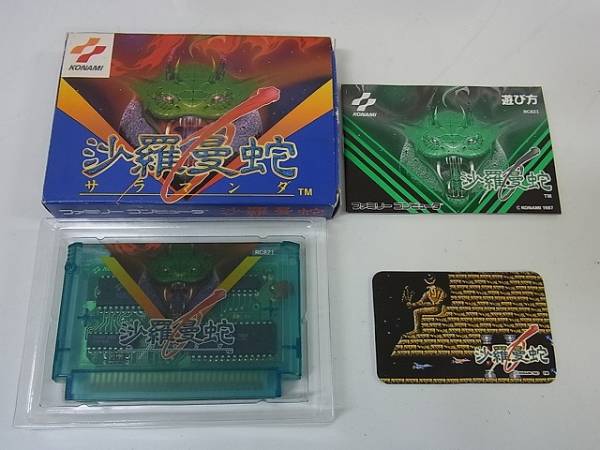 KONAMI
沙羅曼蛇
サラマンダ
TM
ファミリーコンピュータ 沙羅曼蛇
KONAMI
遊び方
RC821
沙羅曼蛇
TM
ファミリーコンピュータ
© KONAMI 1987
RC821
沙羅曼蛇
沙羅曼蛇